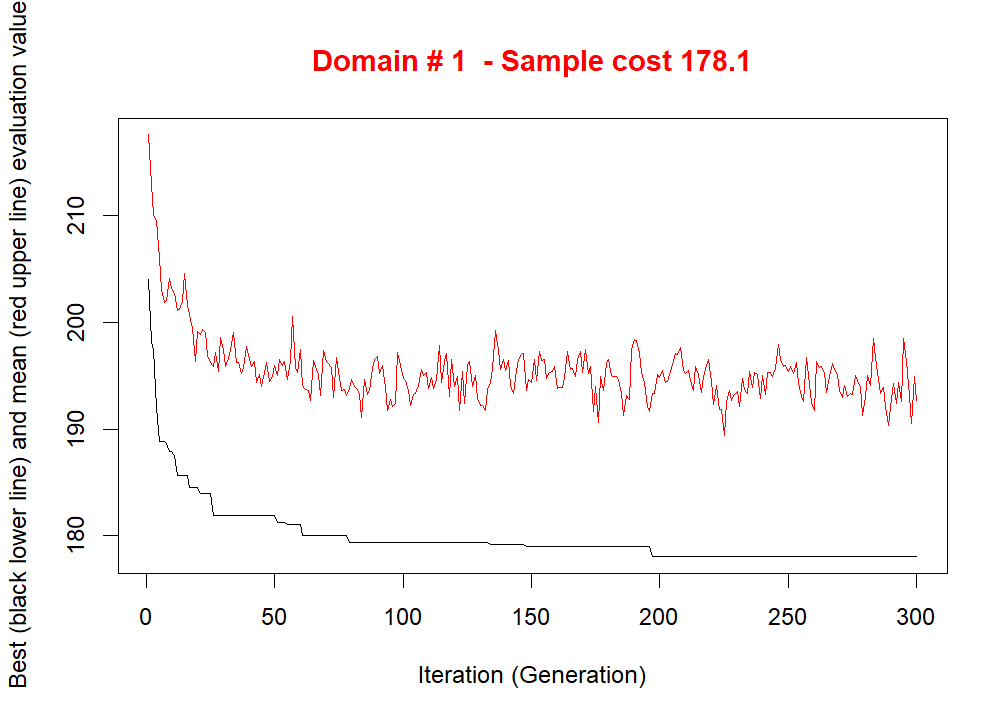 Domain # 1  - Sample cost 178.1
Best (black lower line) and mean (red upper line) evaluation value
210
200
190
180
0 50 100 150 200 250 300
Iteration (Generation)